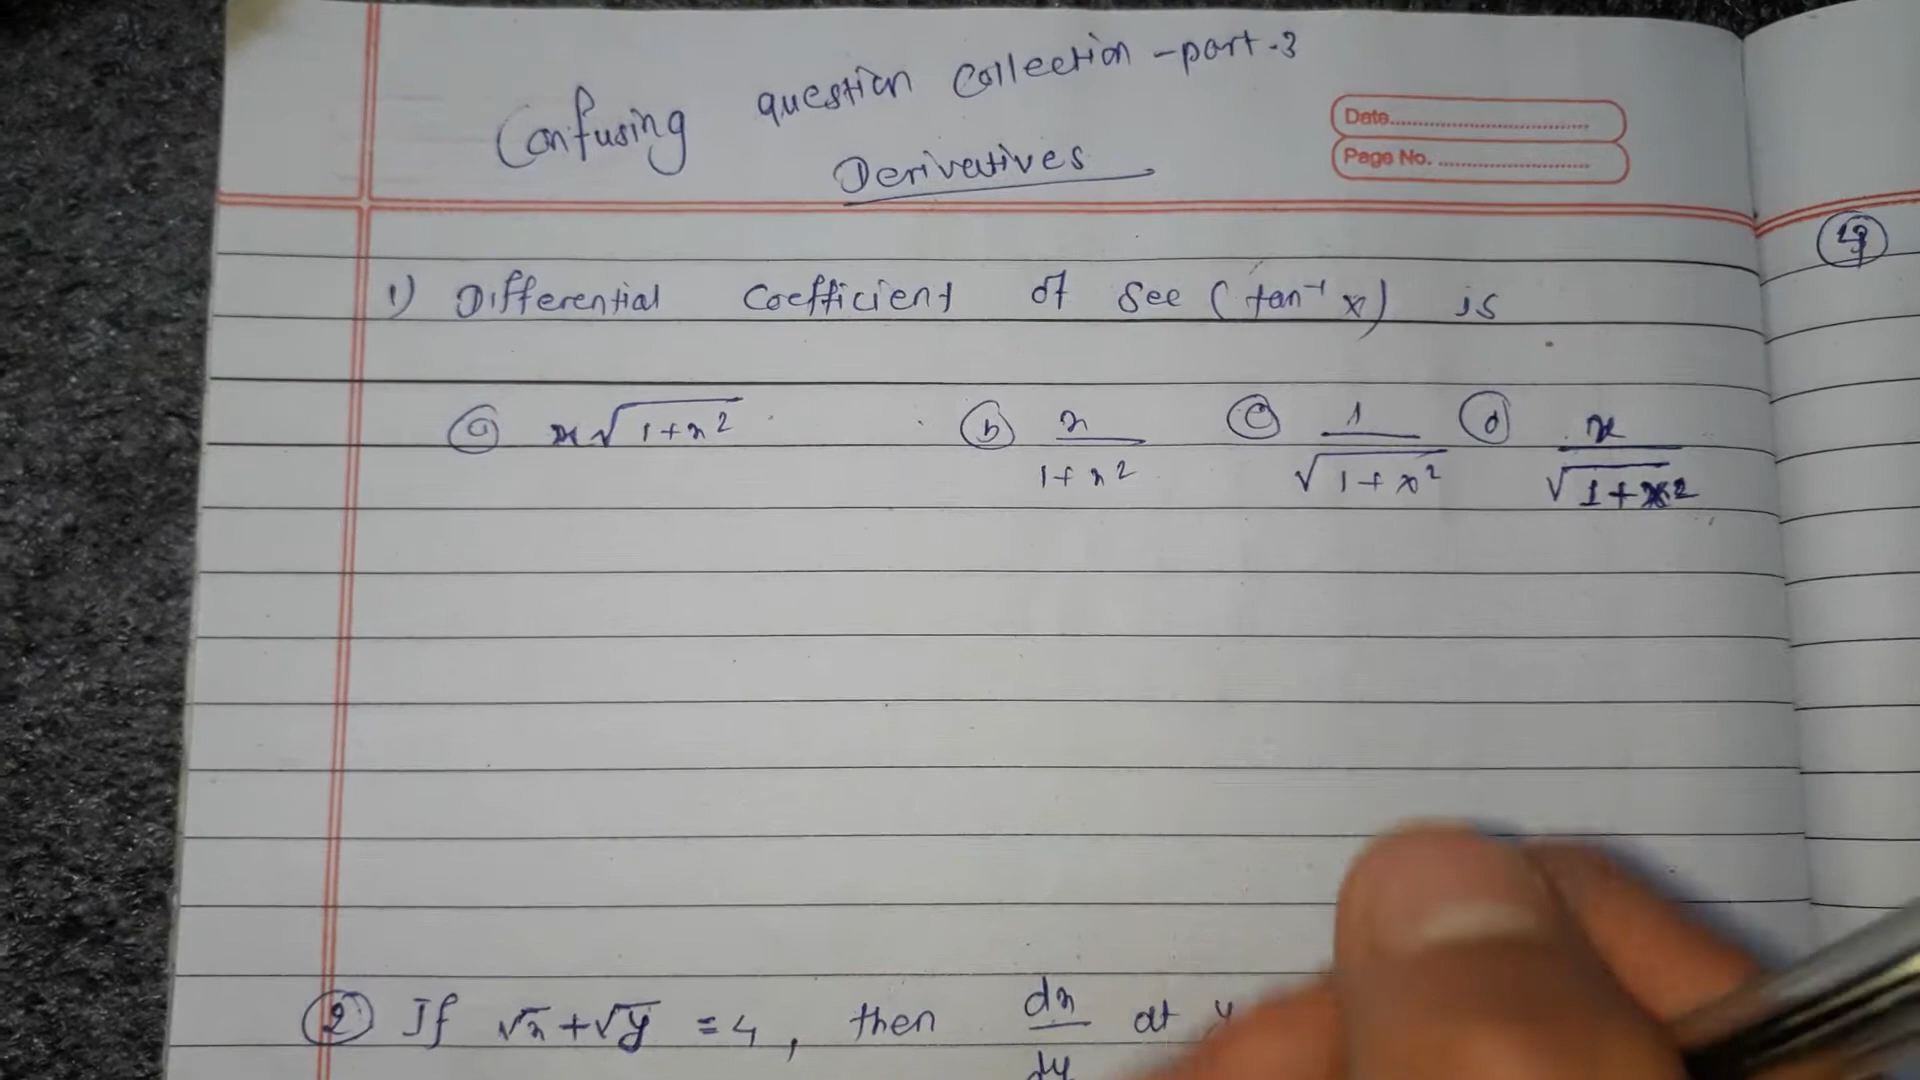 Confusing question collection - part - 3
Derivatives
Date
Page No.
4
1) Differential Coefficient of Sec (tan⁻¹ x) is
a x√(1+x²) b x/(1+x²) c 1/√(1+x²) d x/√(1+x²)
2 If √x+√y = 4, then dx/dy at y